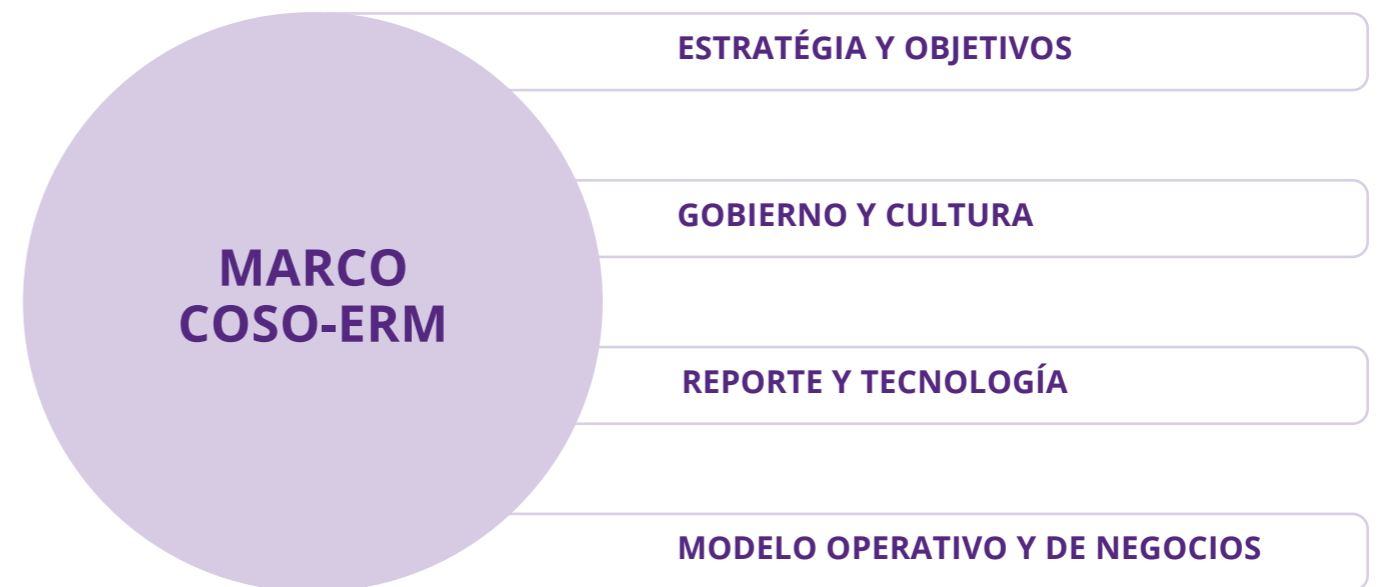 ESTRATÉGIA Y OBJETIVOS
GOBIERNO Y CULTURA
MARCO
COSO-ERM
REPORTE Y TECNOLOGÍA
MODELO OPERATIVO Y DE NEGOCIOS